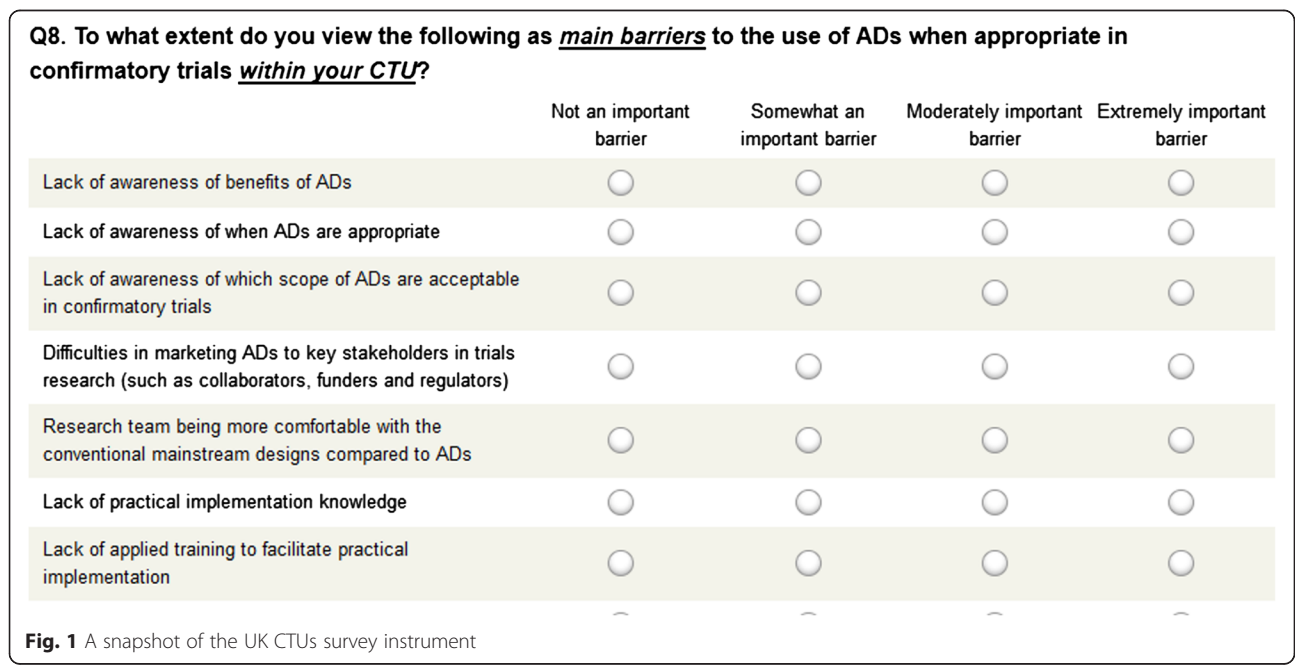 Q8. To what extent do you view the following as main barriers to the use of ADs when appropriate in
confirmatory trials within your CTU?
Not an important
barrier
Somewhat an
important barrier
Moderately important
barrier
Extremely important
barrier
Lack of awareness of benefits of ADs
Lack of awareness of when ADs are appropriate
Lack of awareness of which scope of ADs are acceptable
in confirmatory trials
Difficulties in marketing ADs to key stakeholders in trials
research (such as collaborators, funders and regulators)
Research team being more comfortable with the
conventional mainstream designs compared to ADs
Lack of practical implementation knowledge
Lack of applied training to facilitate practical
implementation
Fig. 1 A snapshot of the UK CTUs survey instrument